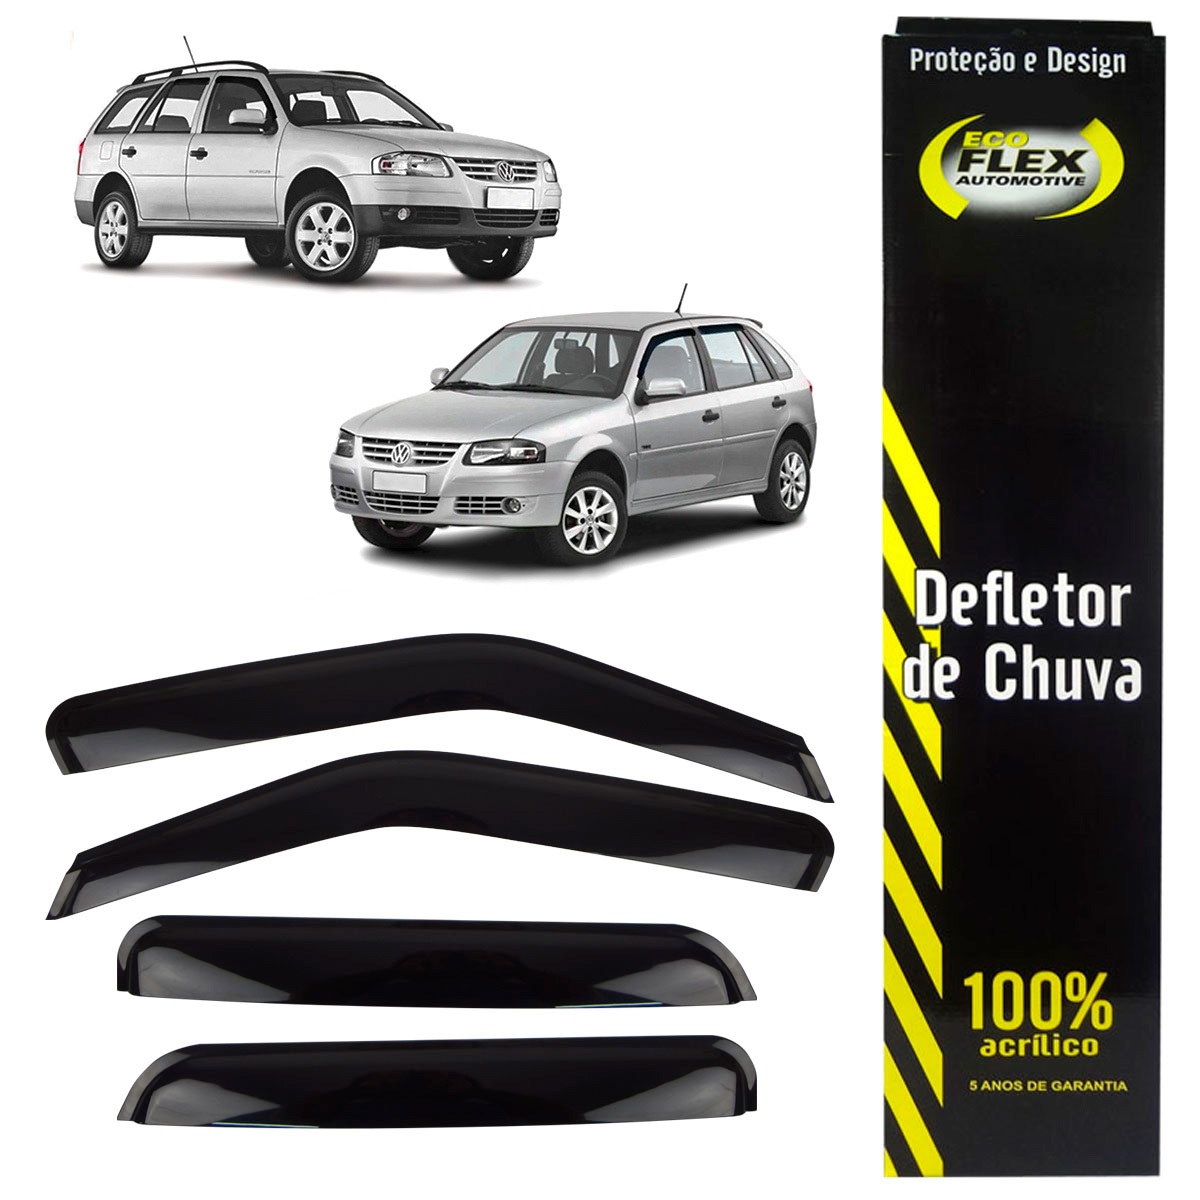 Proteção e Design
ECO
FLEX
AUTOMOTIVE
Defletor
de Chuva
100%
acrílico
5 ANOS DE GARANTIA